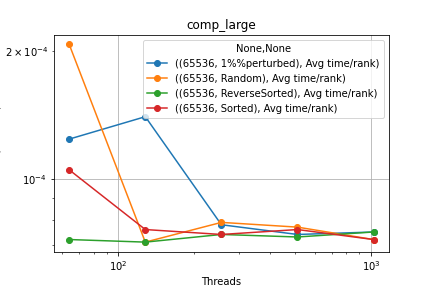 comp_large
2 × 10⁻⁴
None,None
((65536, 1%%perturbed), Avg time/rank)
((65536, Random), Avg time/rank)
((65536, ReverseSorted), Avg time/rank)
((65536, Sorted), Avg time/rank)
10⁻⁴
10² 10³
Threads